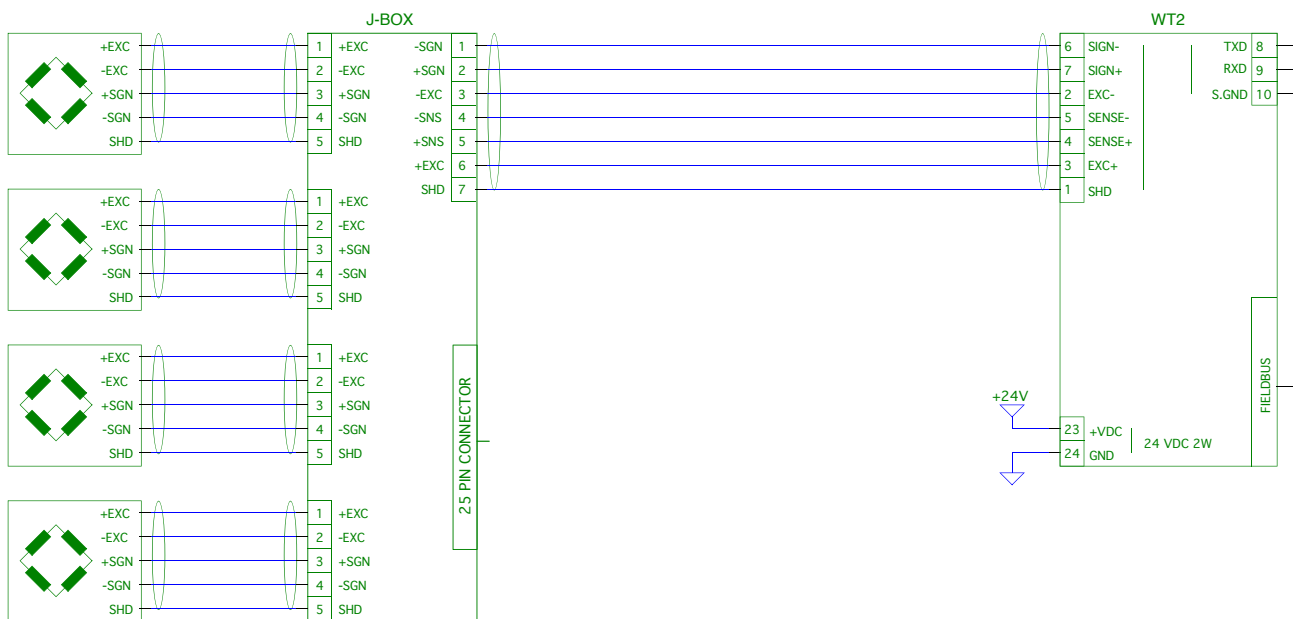 J-BOX WT2
+EXC 1 +EXC -SGN 1 6 SIGN- TXD 8
-EXC 2 -EXC +SGN 2 7 SIGN+ RXD 9
+SGN 3 +SGN -EXC 3 2 EXC- S.GND 10
-SGN 4 -SGN -SNS 4 5 SENSE-
SHD 5 SHD +SNS 5 4 SENSE+
+EXC 6 3 EXC+
SHD 7 1 SHD
+EXC 1 +EXC
-EXC 2 -EXC
+SGN 3 +SGN
-SGN 4 -SGN
SHD 5 SHD
+EXC 1 +EXC
-EXC 2 -EXC
+SGN 3 +SGN
-SGN 4 -SGN
SHD 5 SHD
25 PIN CONNECTOR
+24V
23 +VDC
24 GND
24 VDC 2W
FIELDBUS
+EXC 1 +EXC
-EXC 2 -EXC
+SGN 3 +SGN
-SGN 4 -SGN
SHD 5 SHD